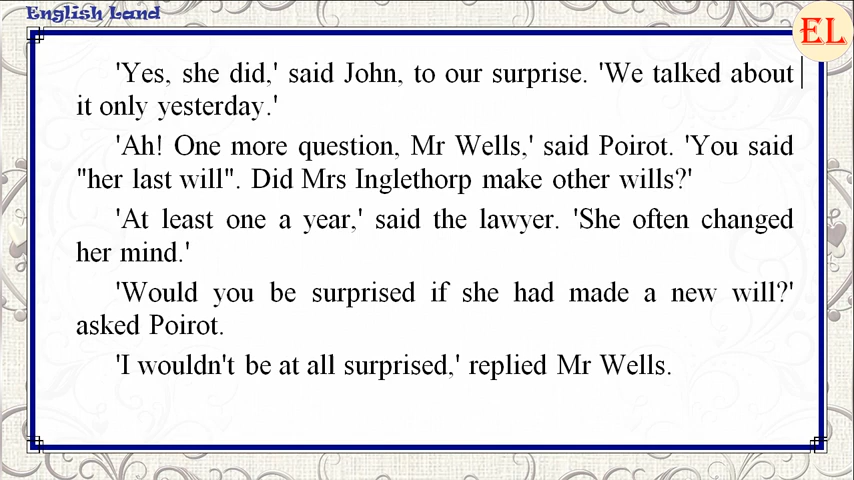 English Land
EL
'Yes, she did,' said John, to our surprise. 'We talked about
it only yesterday.'
'Ah! One more question, Mr Wells,' said Poirot. 'You said
"her last will". Did Mrs Inglethorp make other wills?'
'At least one a year,' said the lawyer. 'She often changed
her mind.'
'Would you be surprised if she had made a new will?'
asked Poirot.
'I wouldn't be at all surprised,' replied Mr Wells.